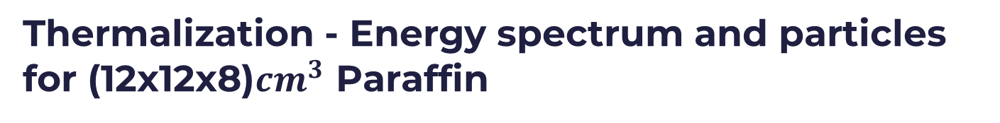 Thermalization - Energy spectrum and particles
for (12x12x8)cm³ Paraffin